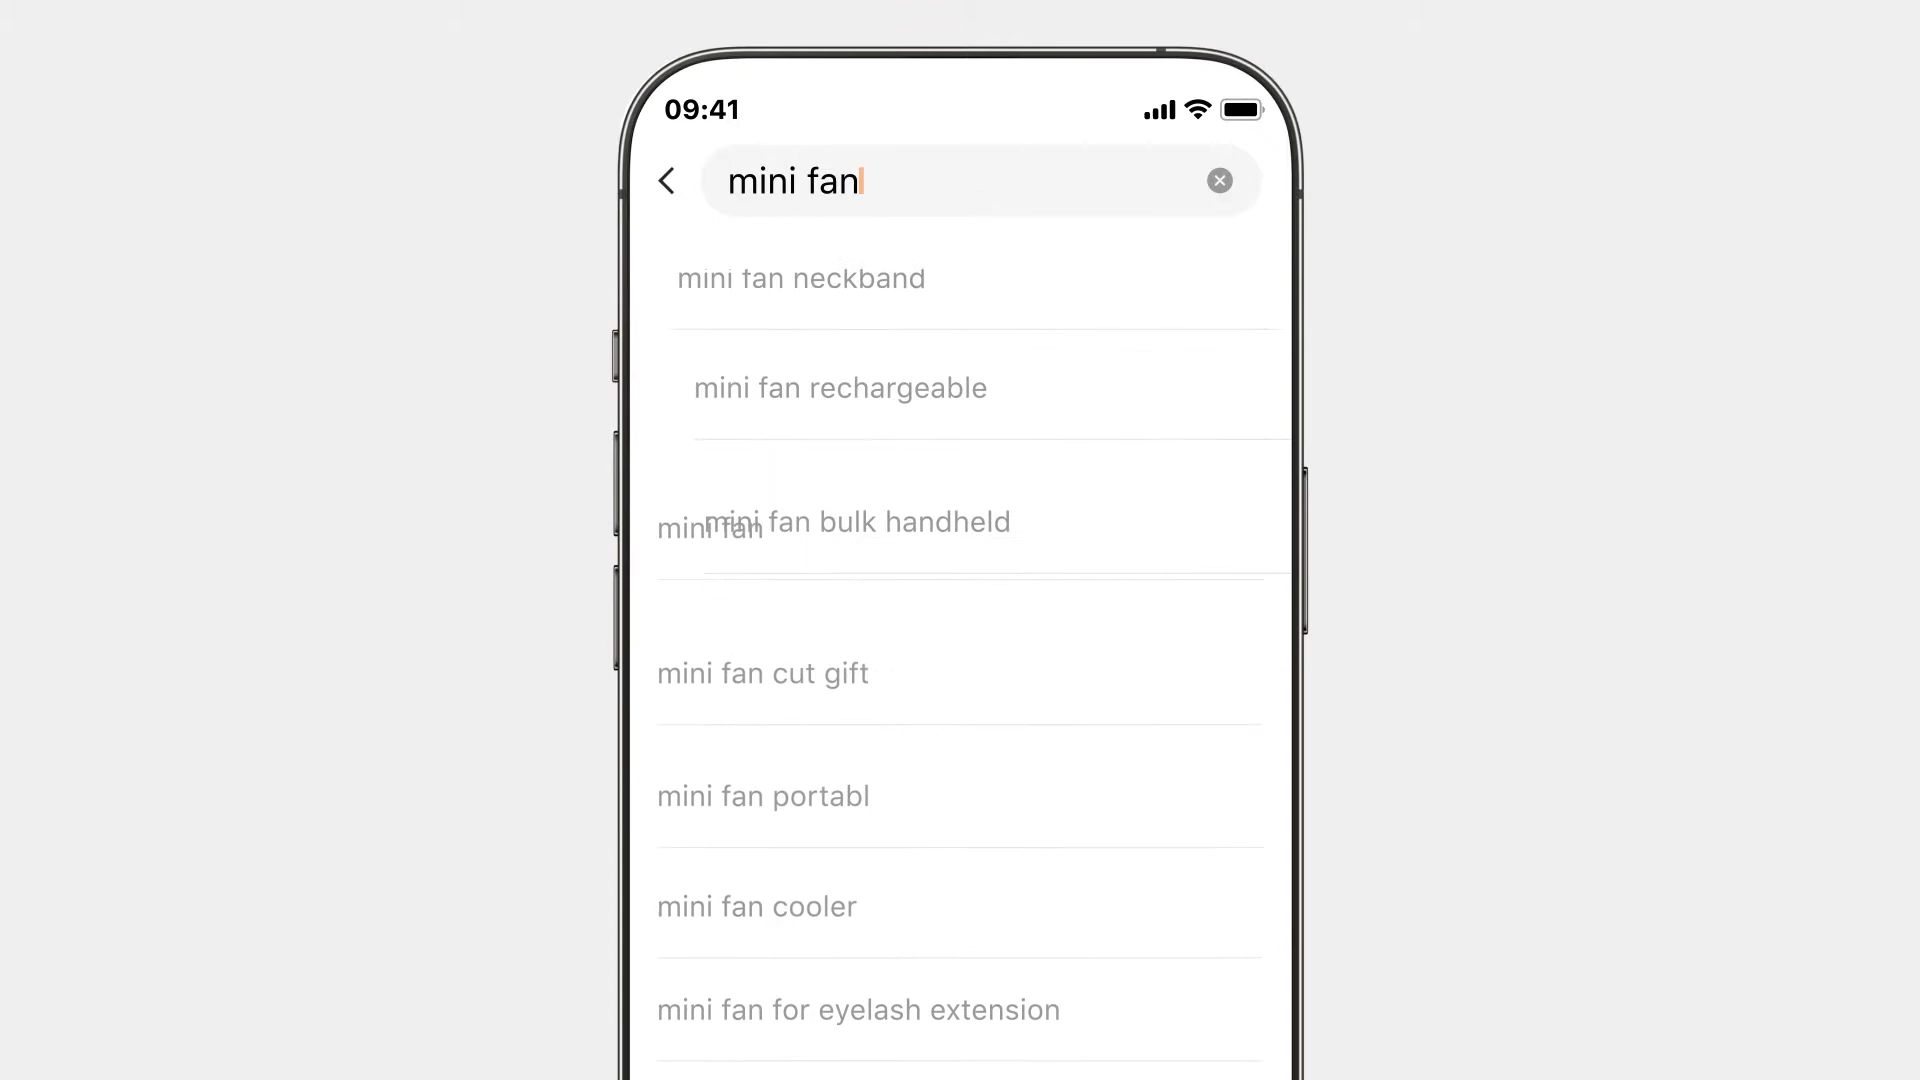 09:41
mini fan
mini fan neckband
mini fan rechargeable
mini fan
mini fan bulk handheld
mini fan cut gift
mini fan portabl
mini fan cooler
mini fan for eyelash extension